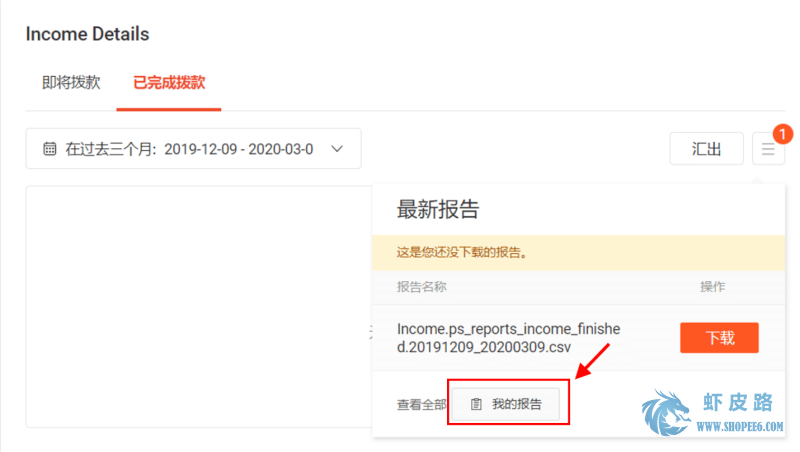 Income Details
即将拨款 已完成拨款
在过去三个月: 2019-12-09 - 2020-03-0
汇出
1
最新报告
这是您还没下载的报告。
报告名称 操作
Income.ps_reports_income_finishe
d.20191209_20200309.csv
下载
查看全部 我的报告
虾皮路
WWW.SHOPEE6.COM